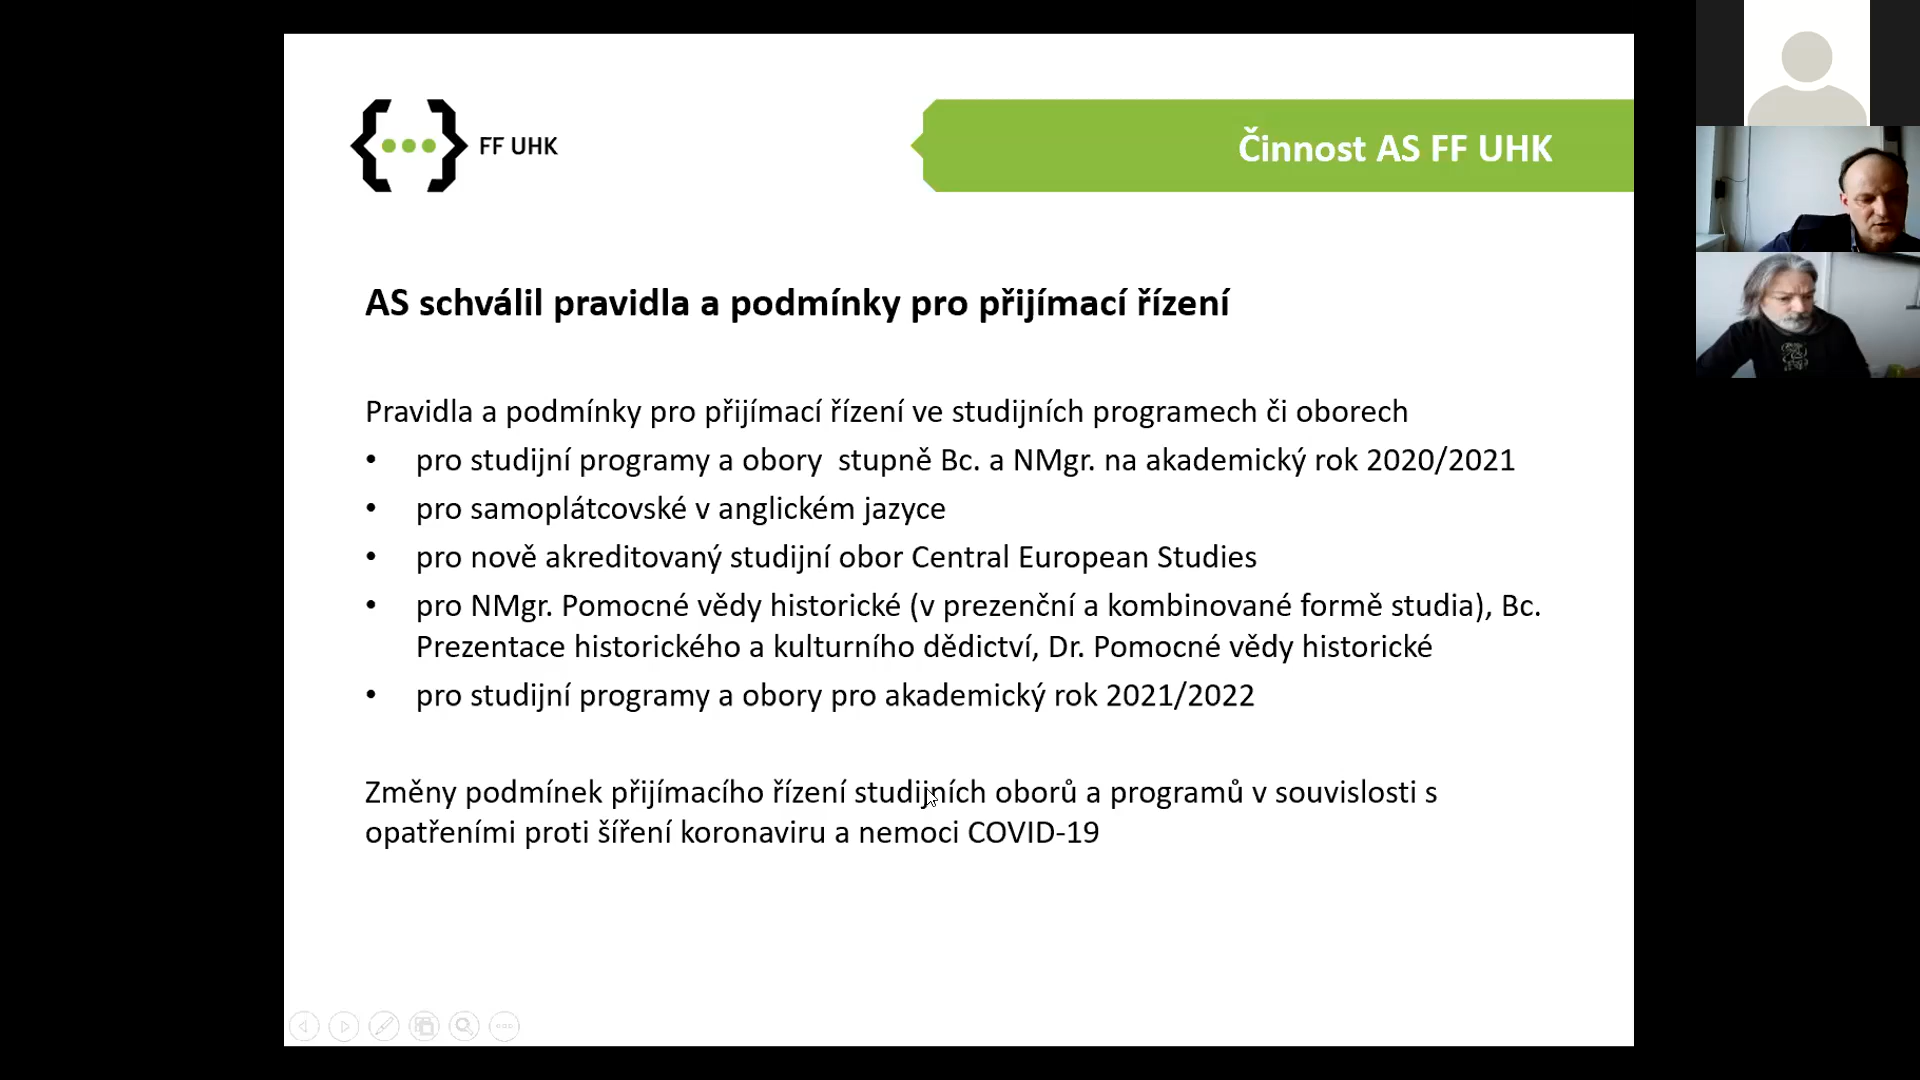 FF UHK
Činnost AS FF UHK
AS schválil pravidla a podmínky pro přijímací řízení
Pravidla a podmínky pro přijímací řízení ve studijních programech či oborech
• pro studijní programy a obory stupně Bc. a NMgr. na akademický rok 2020/2021
• pro samoplátcovské v anglickém jazyce
• pro nově akreditovaný studijní obor Central European Studies
• pro NMgr. Pomocné vědy historické (v prezenční a kombinované formě studia), Bc.
Prezentace historického a kulturního dědictví, Dr. Pomocné vědy historické
• pro studijní programy a obory pro akademický rok 2021/2022
Změny podmínek přijímacího řízení studijních oborů a programů v souvislosti s
opatřeními proti šíření koronaviru a nemoci COVID-19